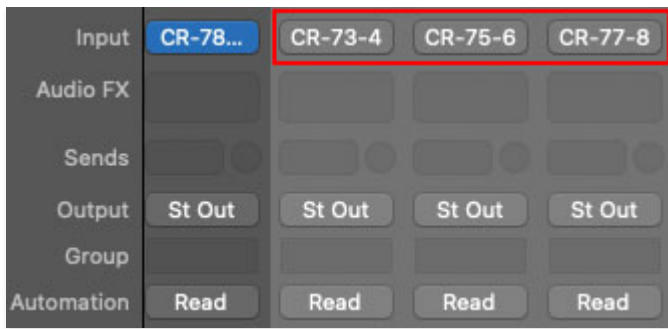 Input CR-78... CR-73-4 CR-75-6 CR-77-8
Audio FX
Sends
Output St Out St Out St Out St Out
Group
Automation Read Read Read Read